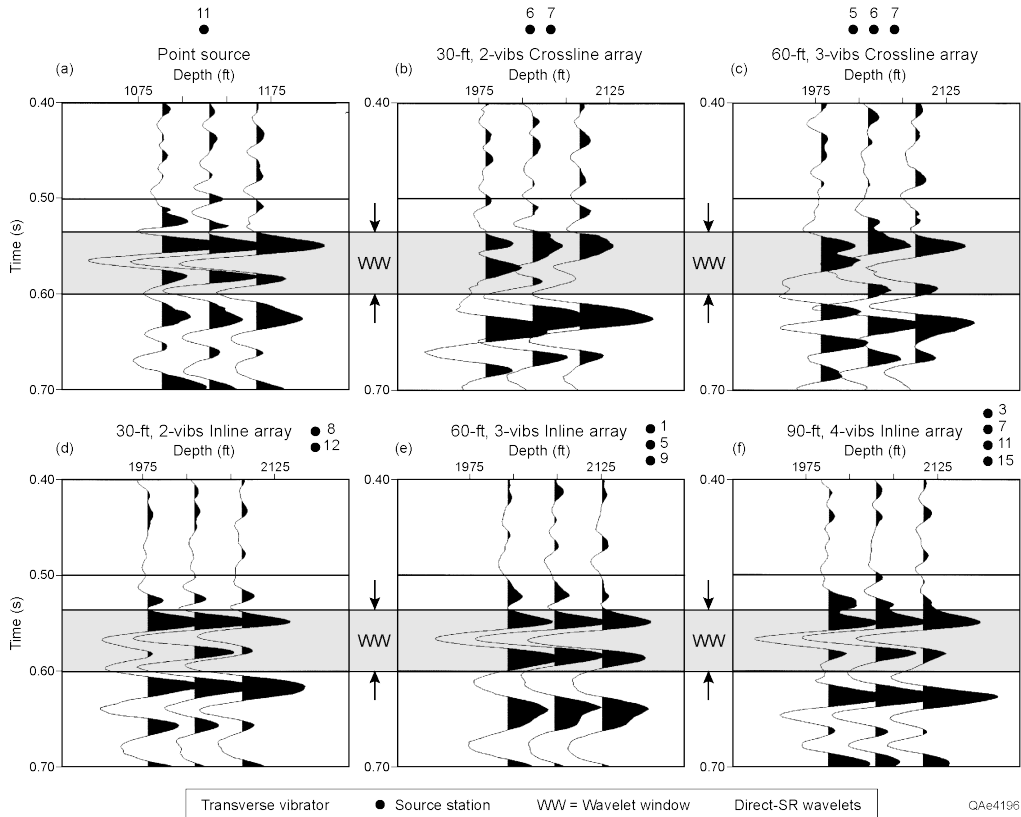 11
Point source
(a)
Depth (ft)
1075 1175
0.40
0.50
0.60
0.70
Time (s)
6 7
30-ft, 2-vibs Crossline array
(b)
Depth (ft)
1975 2125
0.40
0.70
WW
5 6 7
60-ft, 3-vibs Crossline array
(c)
Depth (ft)
1975 2125
0.40
0.70
WW
30-ft, 2-vibs Inline array
8
12
(d)
Depth (ft)
1975 2125
0.40
0.50
0.60
0.70
Time (s)
60-ft, 3-vibs Inline array
1
5
9
(e)
Depth (ft)
1975 2125
0.40
0.70
WW
90-ft, 4-vibs Inline array
3
7
11
15
(f)
Depth (ft)
1975 2125
0.40
0.70
WW
Transverse vibrator Source station WW = Wavelet window Direct-SR wavelets
QAe4196